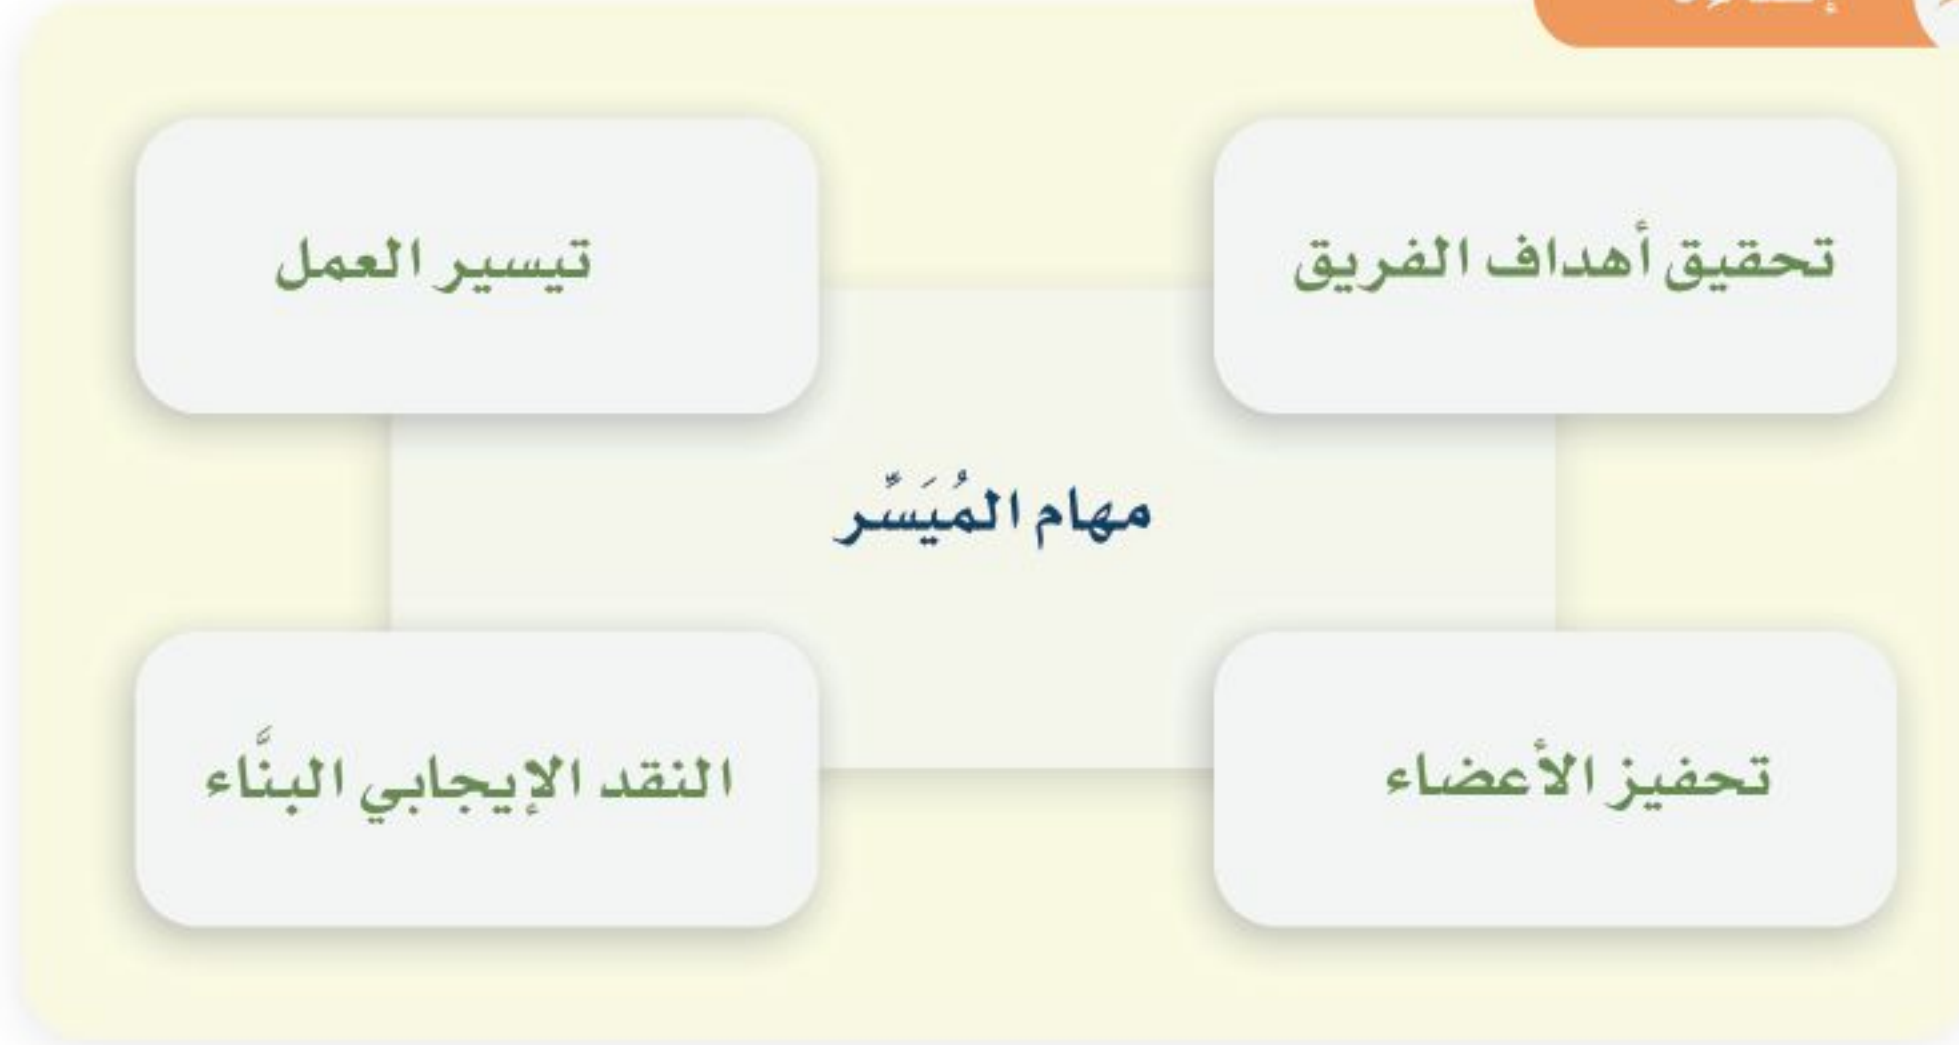 تحقيق أهداف الفريق
تيسير العمل
مهام المُيَسَّر
تحفيز الأعضاء
النقد الإيجابي البنَّاء